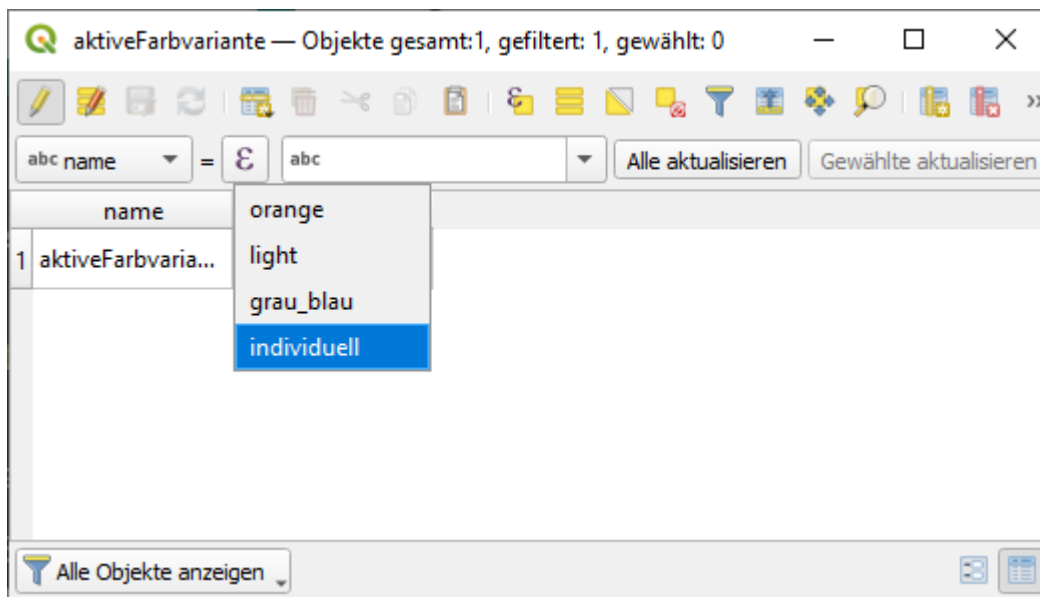 aktiveFarbvariante — Objekte gesamt:1, gefiltert: 1, gewählt: 0
abc name = ε abc Alle aktualisieren Gewählte aktualisieren
name
orange
1 aktiveFarbvaria...
light
grau_blau
individuell
Alle Objekte anzeigen